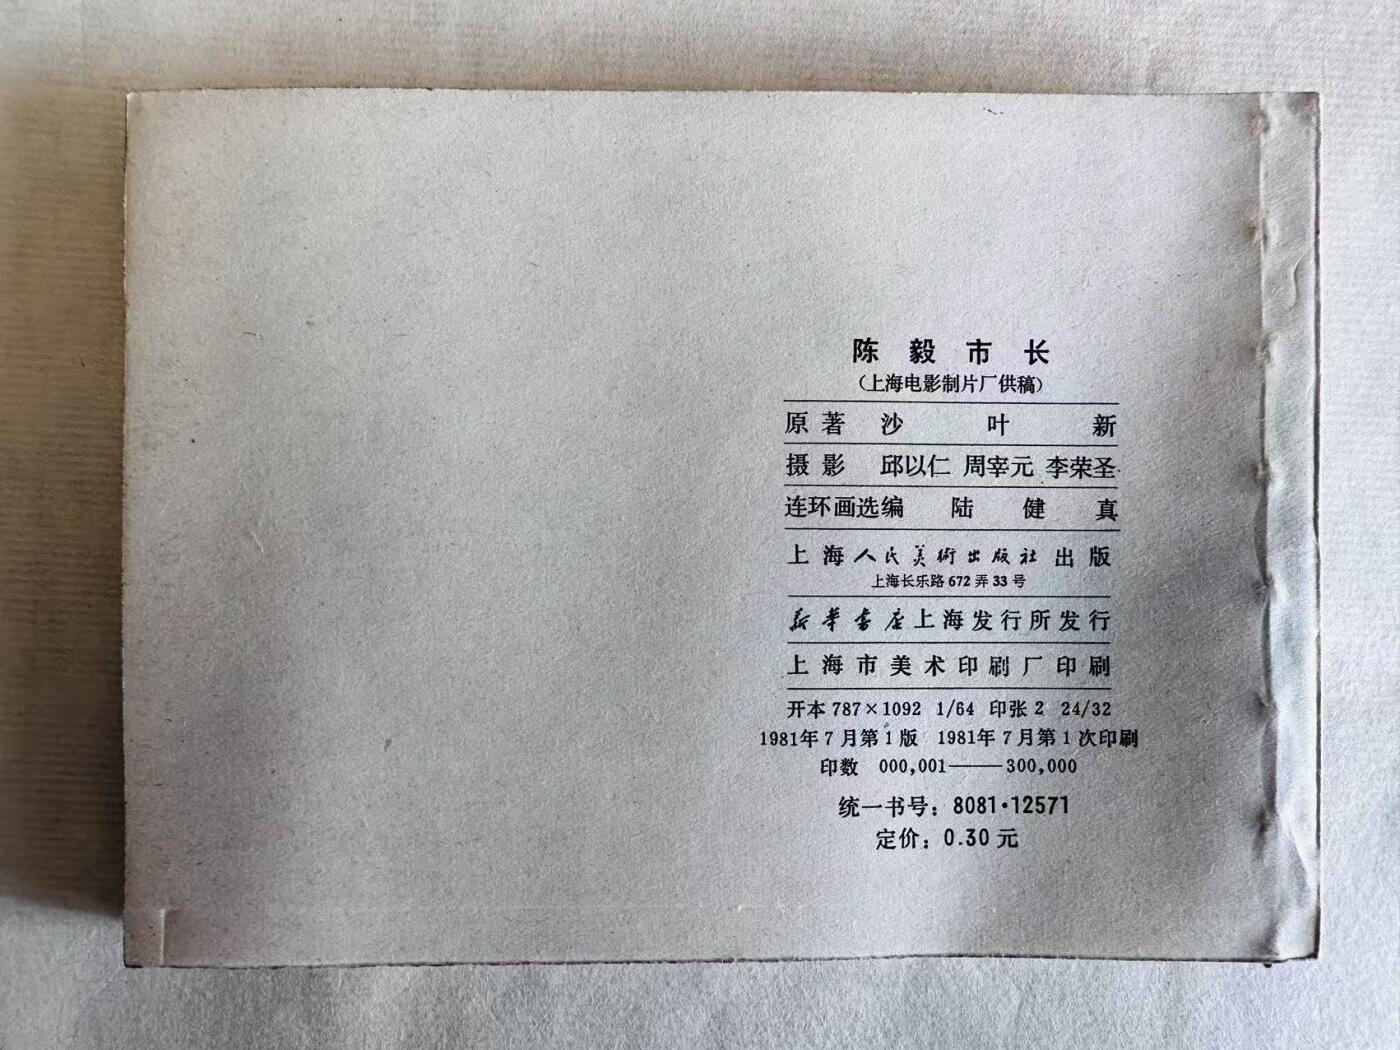 陈毅市长
（上海电影制片厂供稿）
原著 沙叶新
摄影 邱以仁 周宰元 李荣圣
连环画选编 陆健真
上海人民美術出版社出版
上海长乐路672弄33号
新华书店上海发行所发行
上海市美术印刷厂印刷
开本 787×1092 1/64 印张 2 24/32
1981年7月第1版 1981年7月第1次印刷
印数 000,001——300,000
统一书号：8081·12571
定价：0.30元